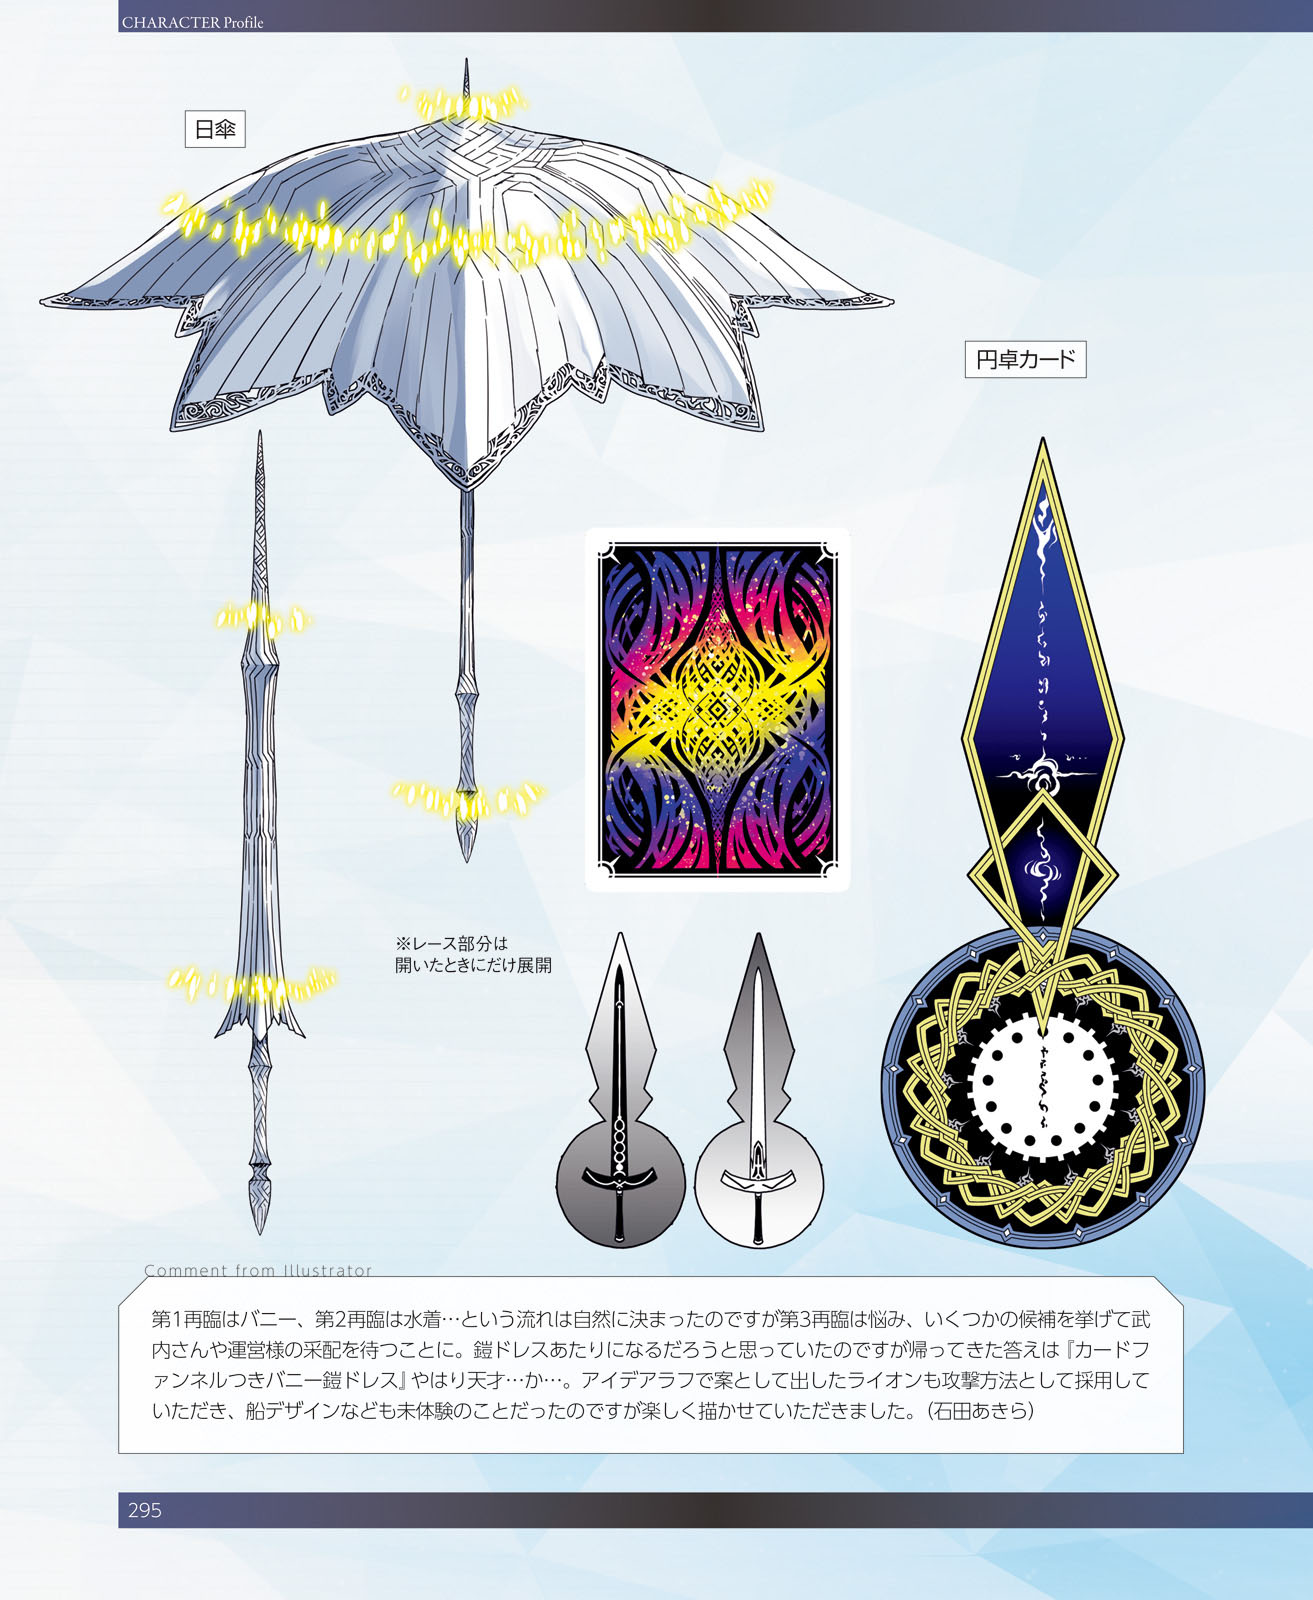 CHARACTER Profile
日傘
円卓カード
※レース部分は
開いたときにだけ展開
Comment from Illustrator
第1再臨はバニー、第2再臨は水着…という流れは自然に決まったのですが第3再臨は悩み、いくつかの候補を挙げて武
内さんや運営様の采配を待つことに。鎧ドレスあたりになるだろうと思っていたのですが帰ってきた答えは『カードフ
ァンネルつきバニー鎧ドレス』やはり天才…か…。アイデアラフで案として出したライオンも攻撃方法として採用して
いただき、船デザインなども未体験のことだったのですが楽しく描かせていただきました。（石田あきら）
295